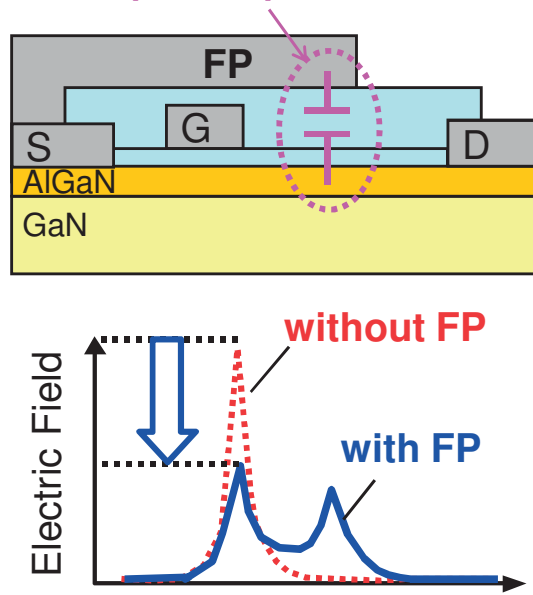 FP
G
S
D
AlGaN
GaN
without FP
with FP
Electric Field